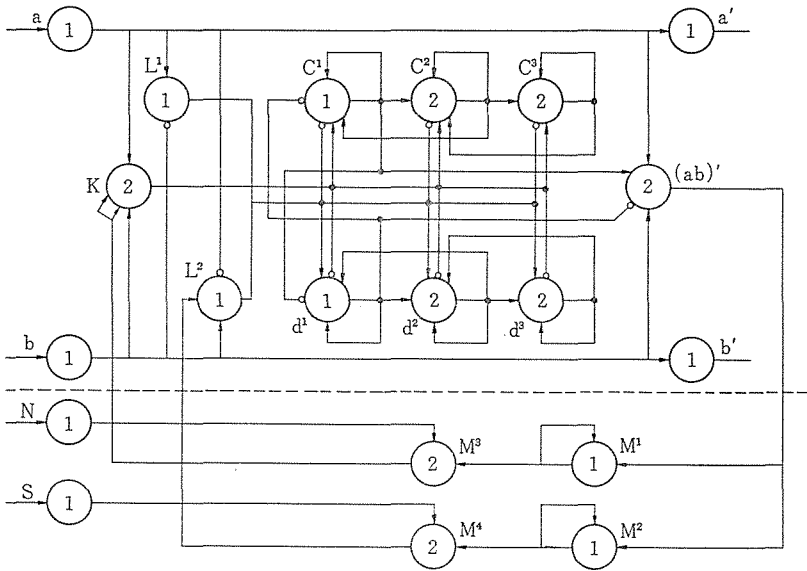 a 1 1 a′
L¹ C¹ C² C³
1 1 2 2
K 2 2 (ab)′
L²
1 1 2 2
d¹ d² d³
b 1 1 b′
N 1
M³ M¹
2 1
S 1
M⁴ M²
2 1